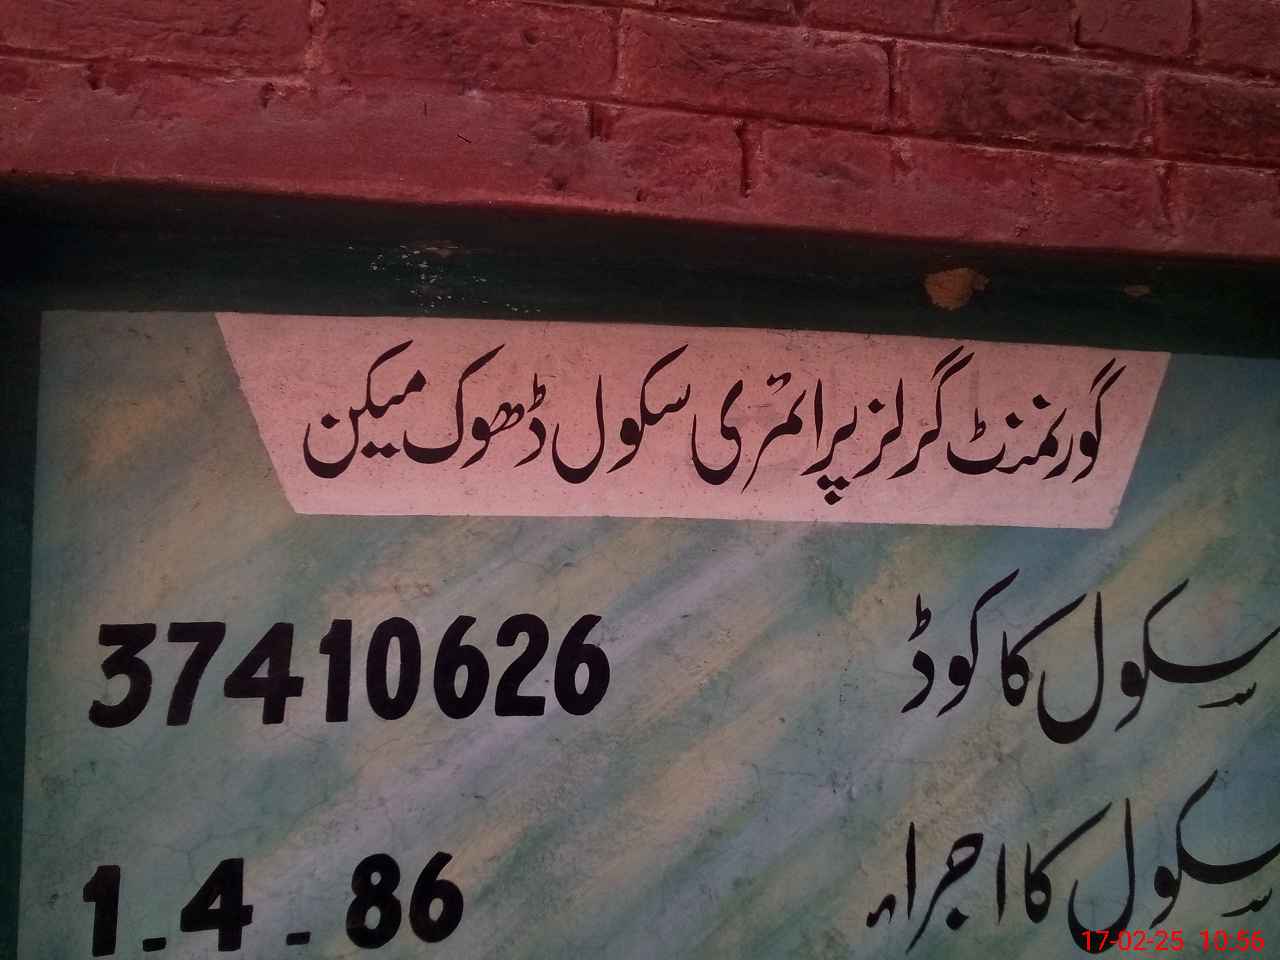 گورنمنٹ گرلز پرائمری سکول ڈھوک میکن
سکول کا کوڈ 37410626
سکول کا اجراء 1.4.86
17-02-25 10:56